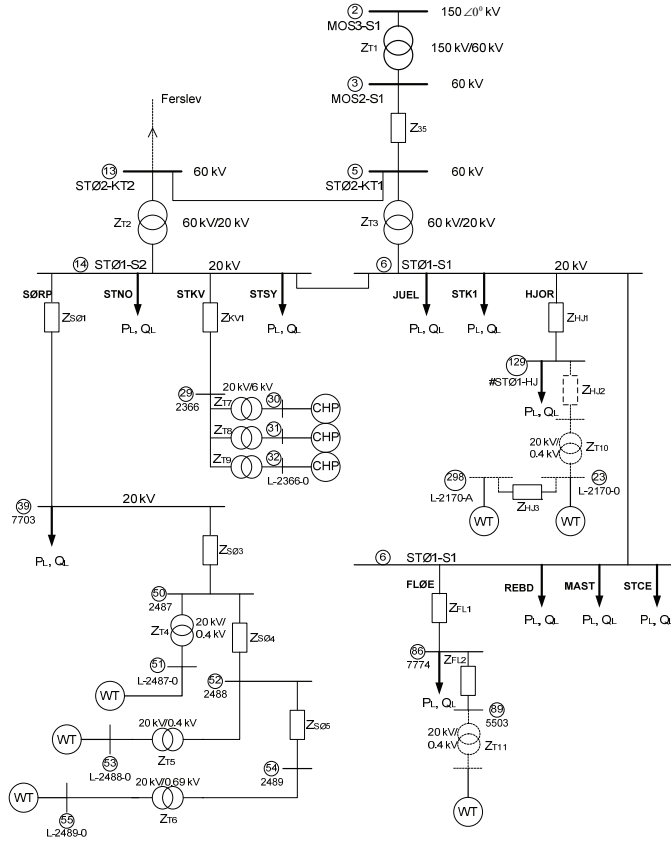 2 150 ∠0° kV
MOS3-S1
ZT1 150 kV/60 kV
3 60 kV
MOS2-S1
Ferslev
Z35
13 60 kV
STØ2-KT2
5 60 kV
STØ2-KT1
ZT2 60 kV/20 kV
ZT3 60 kV/20 kV
14 STØ1-S2 20 kV
6 STØ1-S1 20 kV
SØRP STNO STKV STSY
JUEL STK1 HJOR
ZSØ1
PL, QL
ZKV1
PL, QL
PL, QL
PL, QL
ZHJ1
129
#STØ1-HJ
PL, QL
ZHJ2
29 20 kV/6 kV
2366
ZT7 30 CHP
ZT8 31 CHP
ZT9 32 CHP
L-2366-0
20 kV/
0.4 kV
ZT10
298 23
L-2170-A L-2170-0
ZHJ3
WT WT
39 20 kV
7703
PL, QL
ZSØ3
50
2487
ZT4 20 kV/
0.4 kV
ZSØ4
51
L-2487-0
WT
52
2488
20 kV/0.4 kV
WT
53 ZT5
L-2488-0
ZSØ5
54
2489
20 kV/0.69 kV
WT
55 ZT6
L-2489-0
6 STØ1-S1
FLØE REBD MAST STCE
ZFL1
PL, QL PL, QL PL, QL
86
7774
ZFL2
PL, QL
89
5503
20 kV/
0.4 kV
ZT11
WT